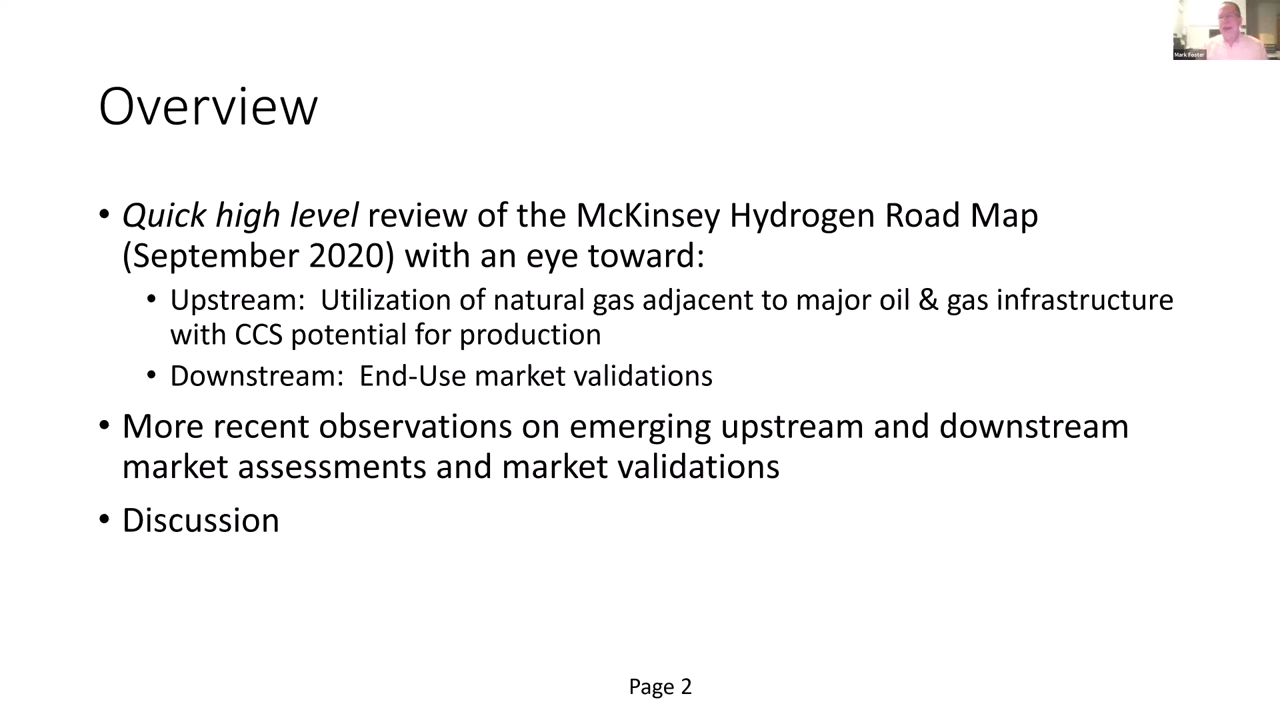 Mark Foster
Overview
• Quick high level review of the McKinsey Hydrogen Road Map
(September 2020) with an eye toward:
• Upstream:  Utilization of natural gas adjacent to major oil & gas infrastructure
with CCS potential for production
• Downstream:  End-Use market validations
• More recent observations on emerging upstream and downstream
market assessments and market validations
• Discussion
Page 2